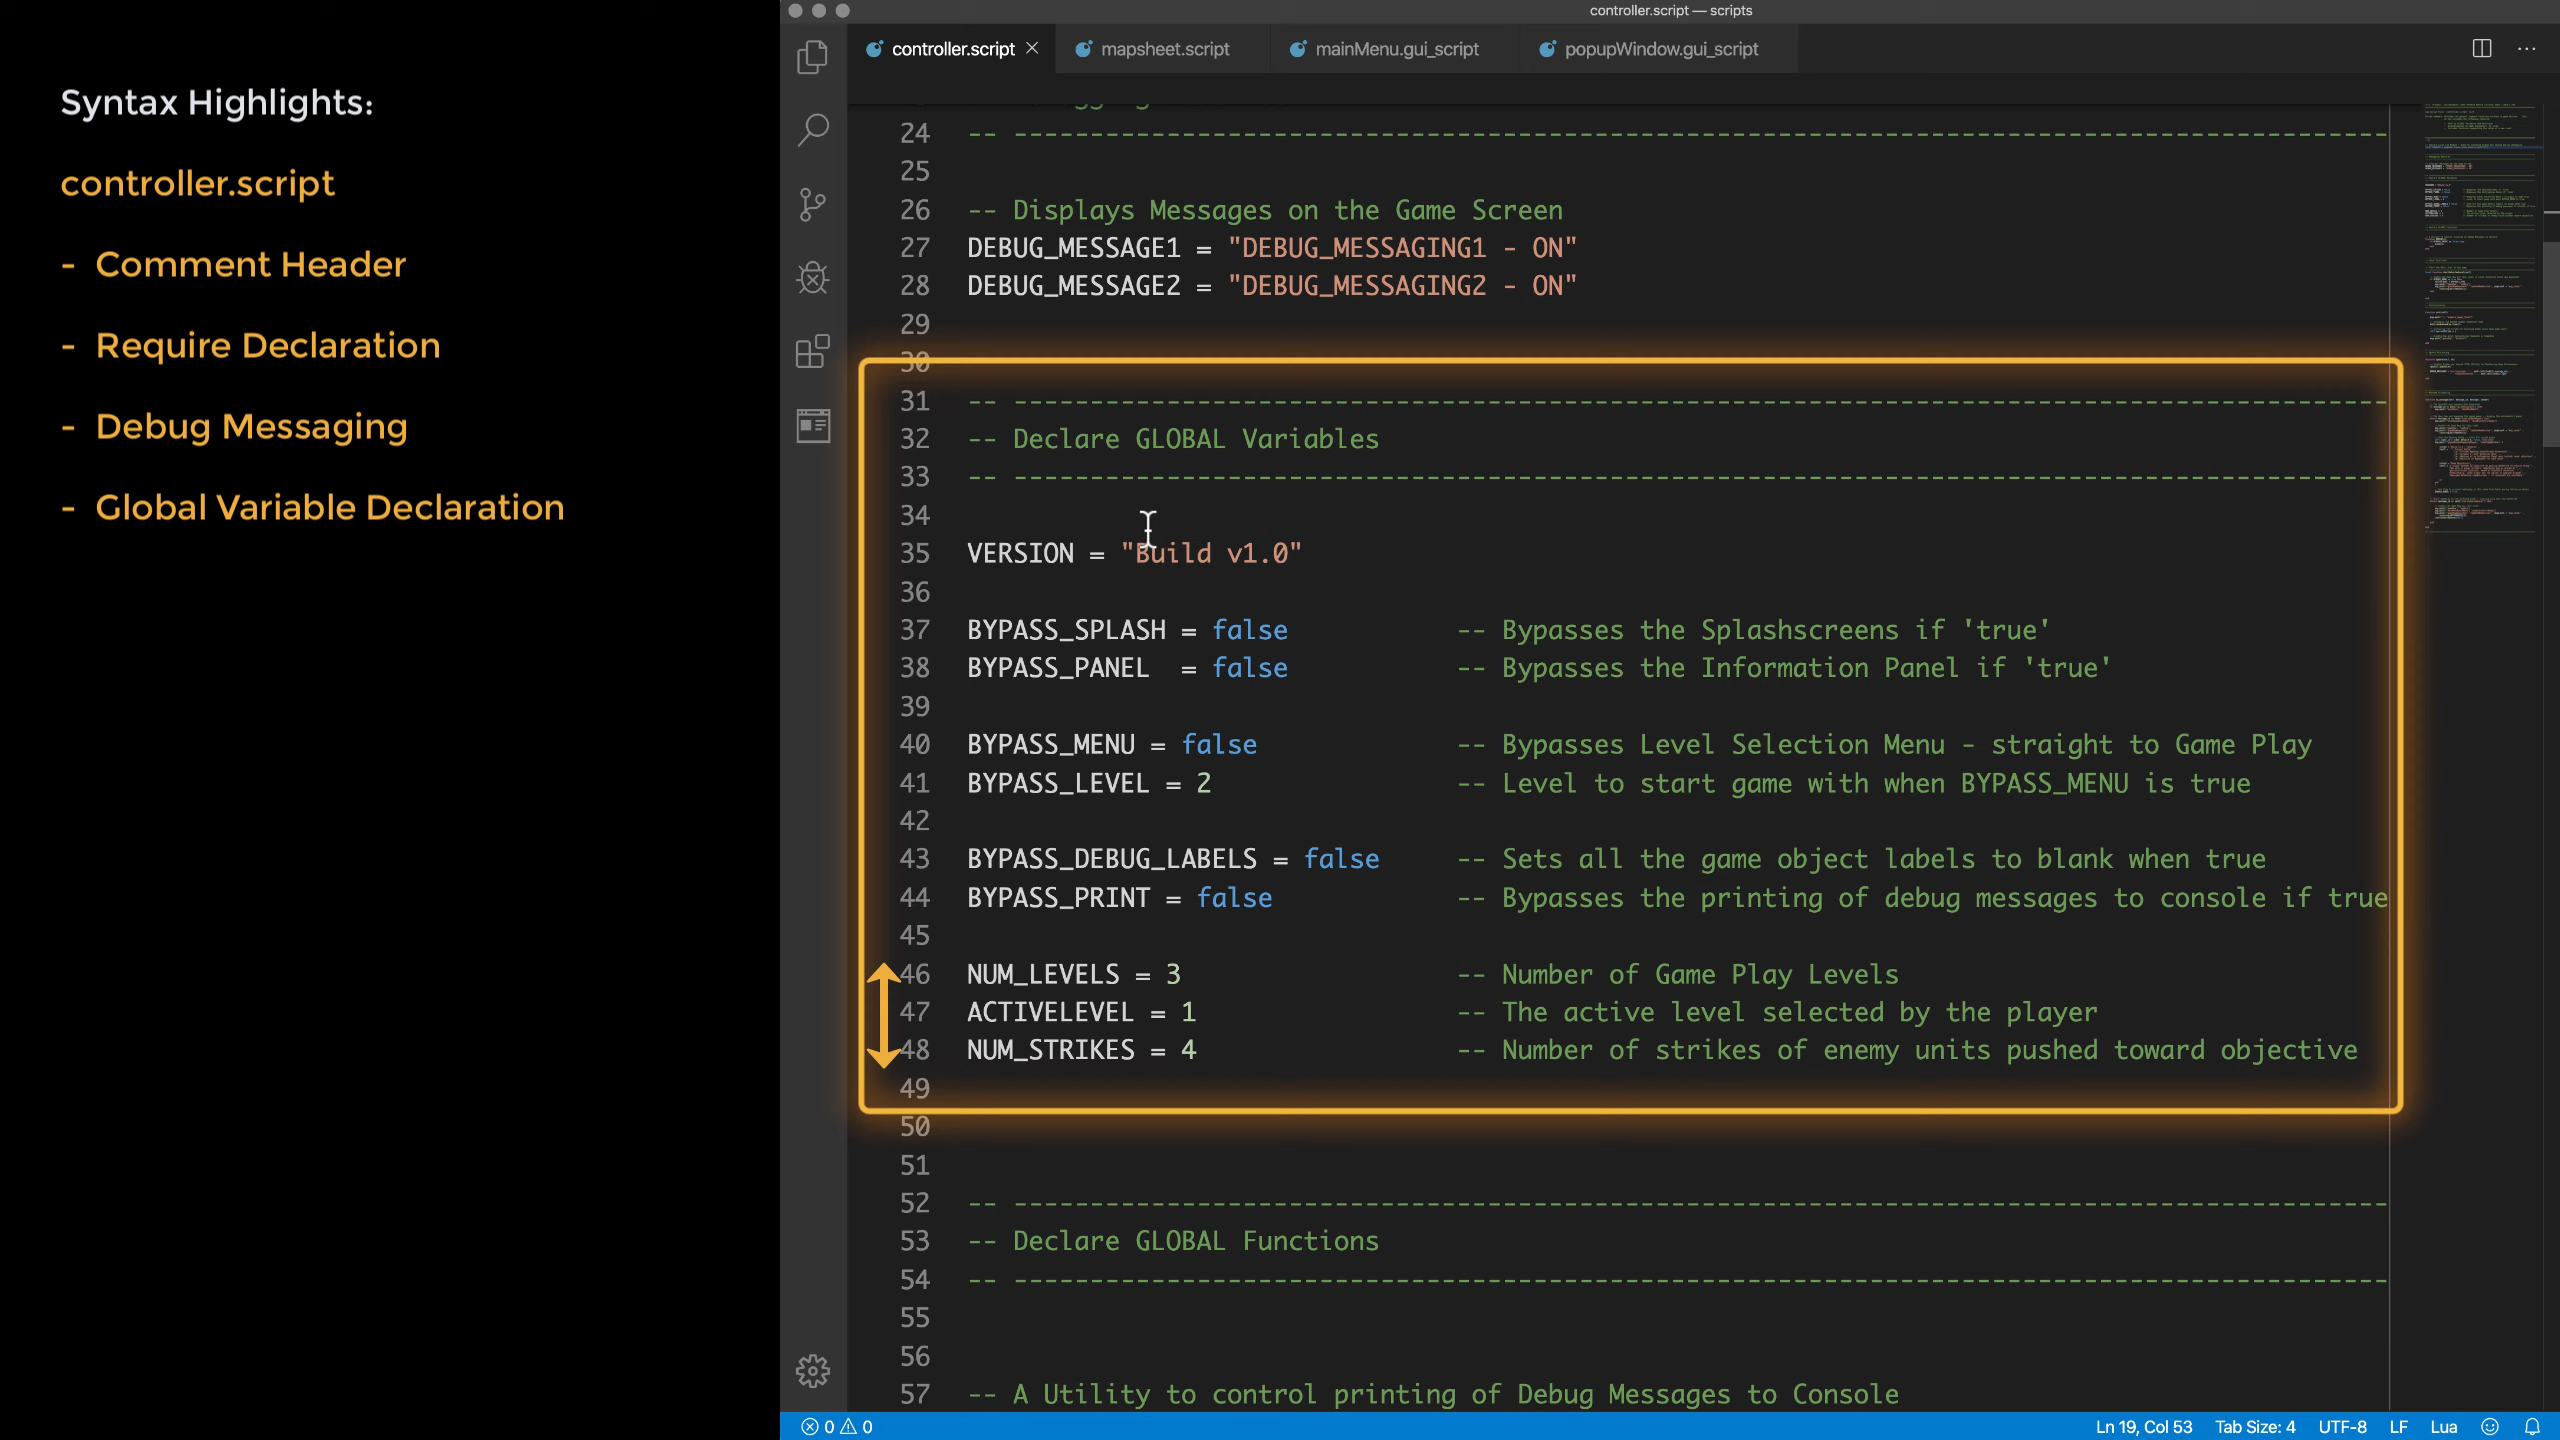 Syntax Highlights:
controller.script
- Comment Header
- Require Declaration
- Debug Messaging
- Global Variable Declaration
controller.script — scripts
controller.script mapsheet.script mainMenu.gui_script popupWindow.gui_script
24 -- ------------------------------------------------------------------------------------------
25
26 -- Displays Messages on the Game Screen
27 DEBUG_MESSAGE1 = "DEBUG_MESSAGING1 - ON"
28 DEBUG_MESSAGE2 = "DEBUG_MESSAGING2 - ON"
29
30
31 -- ------------------------------------------------------------------------------------------
32 -- Declare GLOBAL Variables
33 -- ------------------------------------------------------------------------------------------
34
35 VERSION = "Build v1.0"
36
37 BYPASS_SPLASH = false -- Bypasses the Splashscreens if 'true'
38 BYPASS_PANEL  = false -- Bypasses the Information Panel if 'true'
39
40 BYPASS_MENU = false -- Bypasses Level Selection Menu - straight to Game Play
41 BYPASS_LEVEL = 2 -- Level to start game with when BYPASS_MENU is true
42
43 BYPASS_DEBUG_LABELS = false -- Sets all the game object labels to blank when true
44 BYPASS_PRINT = false -- Bypasses the printing of debug messages to console if true
45
46 NUM_LEVELS = 3 -- Number of Game Play Levels
47 ACTIVELEVEL = 1 -- The active level selected by the player
48 NUM_STRIKES = 4 -- Number of strikes of enemy units pushed toward objective
49
50
51
52 -- ------------------------------------------------------------------------------------------
53 -- Declare GLOBAL Functions
54 -- ------------------------------------------------------------------------------------------
55
56
57 -- A Utility to control printing of Debug Messages to Console
0 0 Ln 19, Col 53 Tab Size: 4 UTF-8 LF Lua